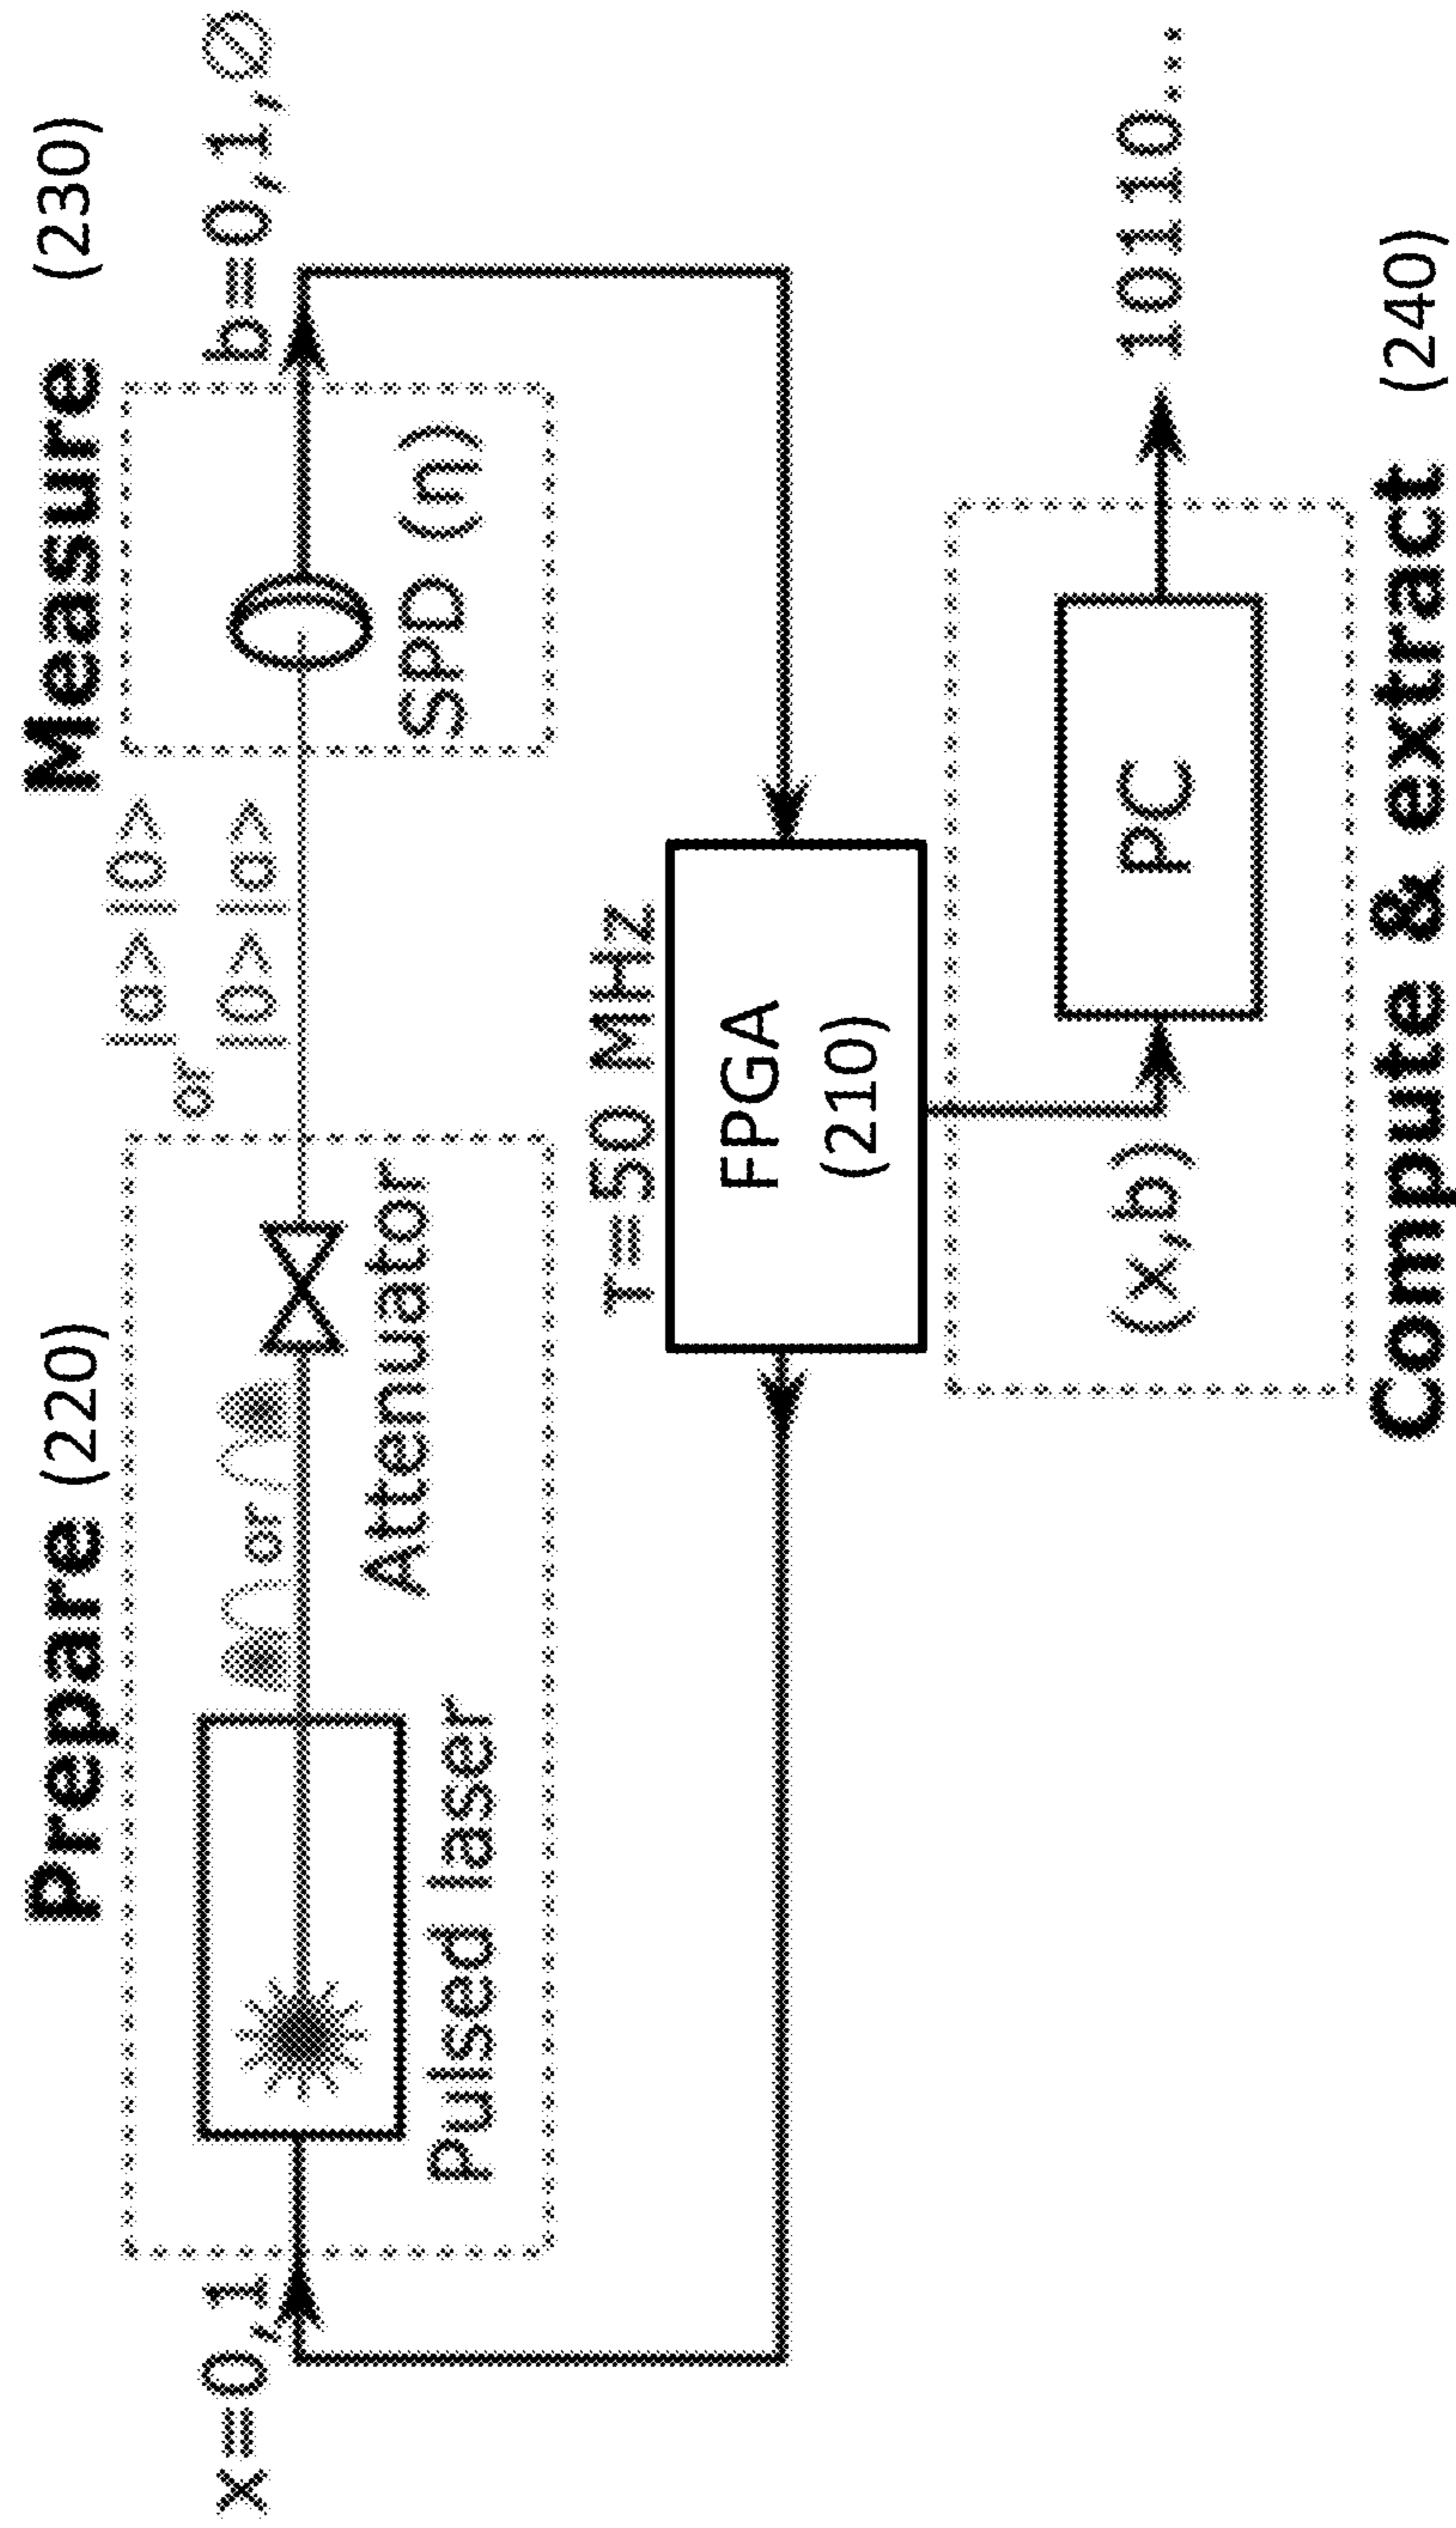 Prepare (220)
Measure (230)
x=0,1
or
Pulsed laser
Attenuator
|α> |0>
or
|0> |α>
SPD (η)
b=0,1,∅
T=50 MHz
FPGA
(210)
(x,b)
PC
10110...
Compute & extract (240)